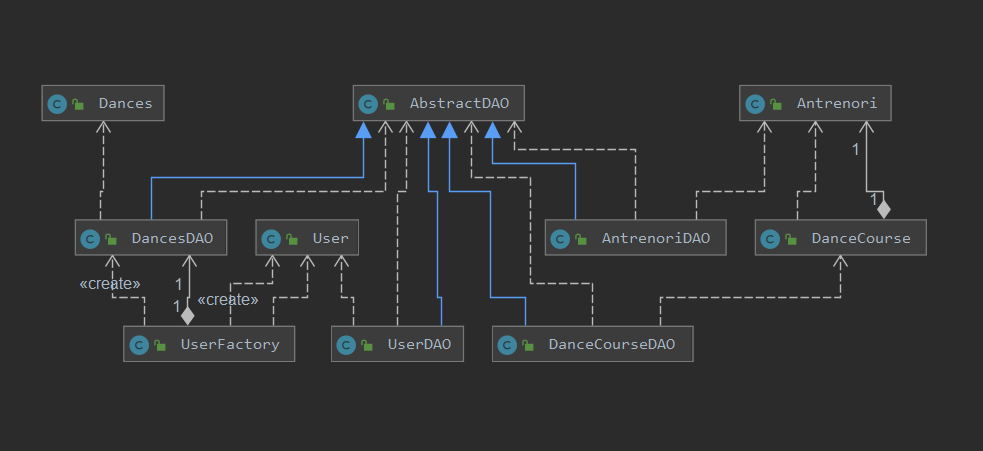 Dances
AbstractDAO
Antrenori
1
1
DancesDAO
User
AntrenoriDAO
DanceCourse
«create»
1
1
«create»
UserFactory
UserDAO
DanceCourseDAO